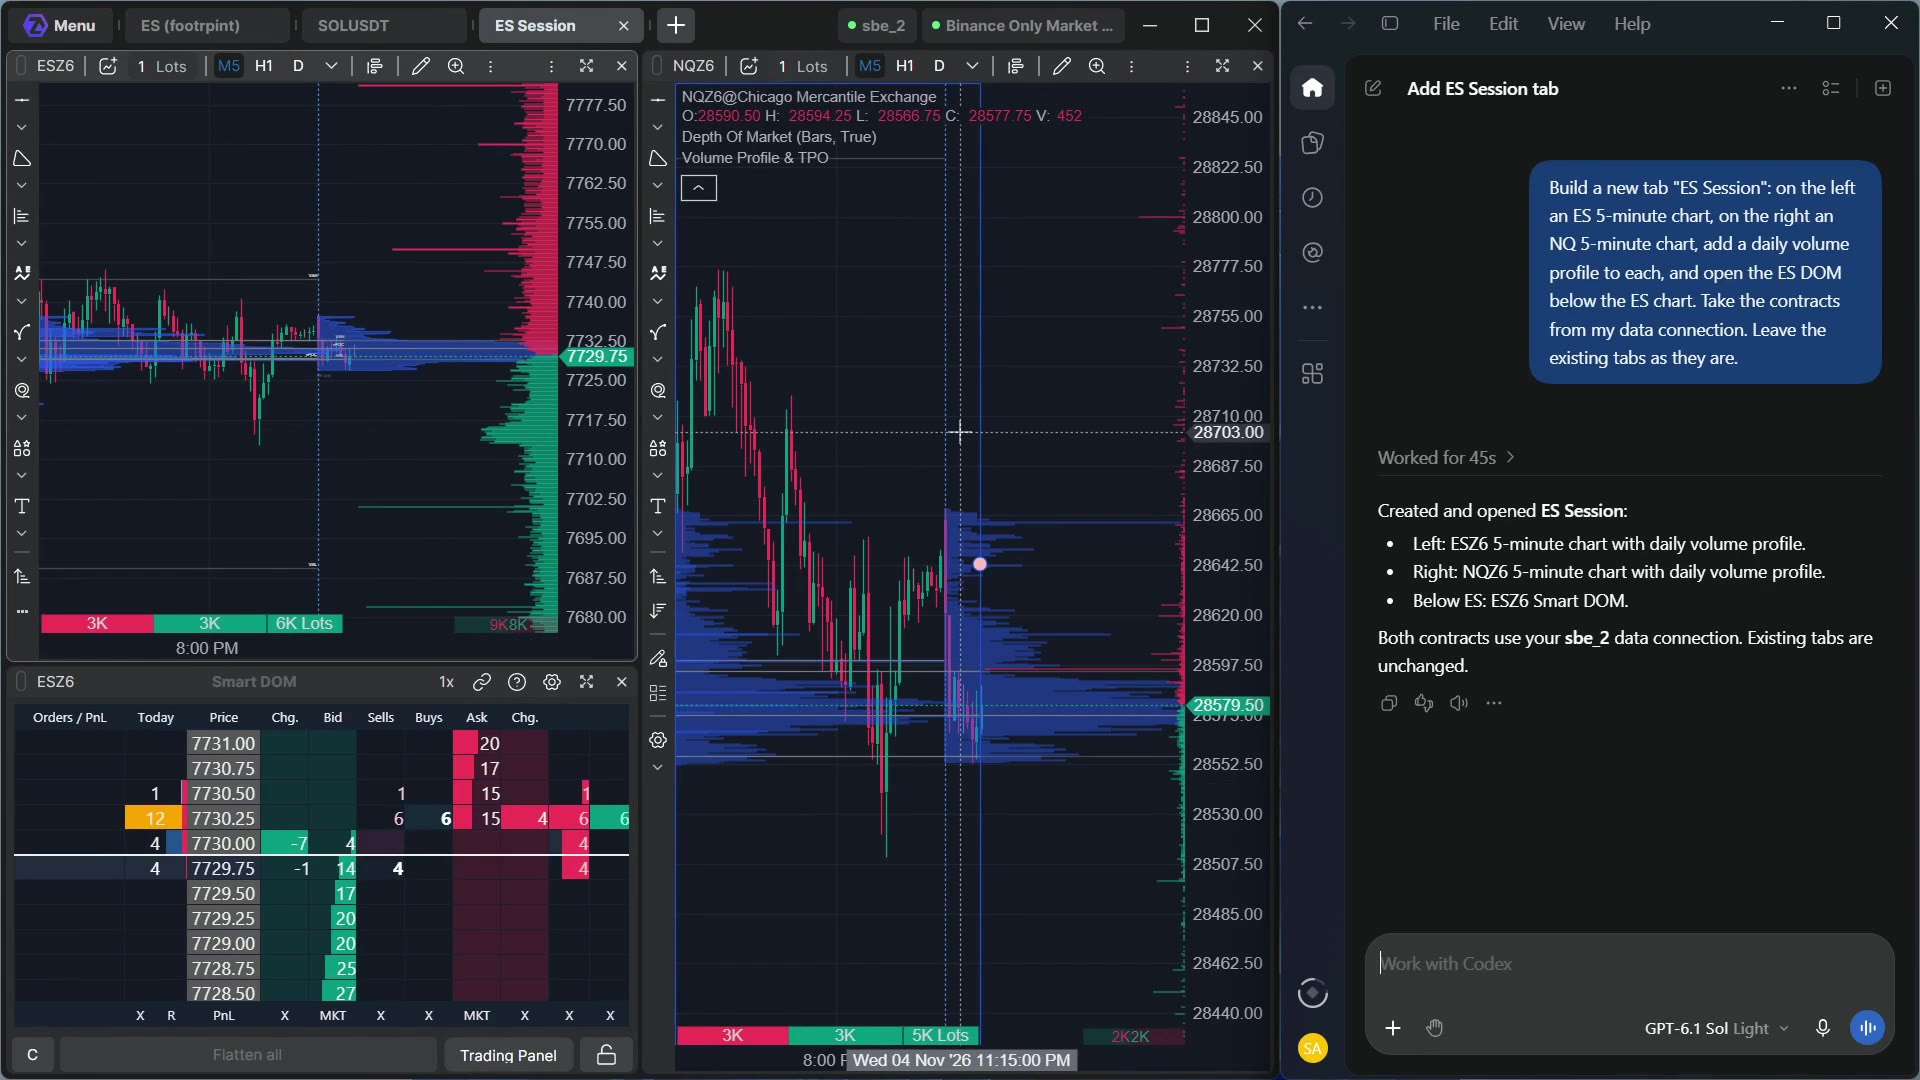 Menu
ES (footrpint)
SOLUSDT
ES Session
sbe_2
Binance Only Market ...
ESZ6
1 Lots
M5 H1 D
7777.50
7770.00
7762.50
7755.00
7747.50
7740.00
7732.50
7729.75
7725.00
7717.50
7710.00
7702.50
7695.00
7687.50
7680.00
3K 3K 6K Lots 9K8K
8:00 PM
ESZ6 Smart DOM 1x
Orders / PnL Today Price Chg. Bid Sells Buys Ask Chg.
7731.00 20
7730.75 17
1 7730.50 1 15 1
12 7730.25 6 6 15 4 6 6
4 7730.00 -7 4 4
4 7729.75 -1 14 4 4
7729.50 17
7729.25 20
7729.00 20
7728.75 25
7728.50 27
X R PnL X MKT X X MKT X X X
C Flatten all Trading Panel
NQZ6
1 Lots
M5 H1 D
NQZ6@Chicago Mercantile Exchange
O:28590.50 H: 28594.25 L: 28566.75 C: 28577.75 V: 452
Depth Of Market (Bars, True)
Volume Profile & TPO
28845.00
28822.50
28800.00
28777.50
28755.00
28732.50
28710.00
28703.00
28687.50
28665.00
28642.50
28620.00
28597.50
28579.50
28575.00
28552.50
28530.00
28507.50
28485.00
28462.50
28440.00
3K 3K 5K Lots 2K2K
8:00 Wed 04 Nov '26 11:15:00 PM
File Edit View Help
Add ES Session tab
Build a new tab "ES Session": on the left
an ES 5-minute chart, on the right an
NQ 5-minute chart, add a daily volume
profile to each, and open the ES DOM
below the ES chart. Take the contracts
from my data connection. Leave the
existing tabs as they are.
Worked for 45s
Created and opened ES Session:
• Left: ESZ6 5-minute chart with daily volume profile.
• Right: NQZ6 5-minute chart with daily volume profile.
• Below ES: ESZ6 Smart DOM.
Both contracts use your sbe_2 data connection. Existing tabs are
unchanged.
Work with Codex
GPT-6.1 Sol Light
SA